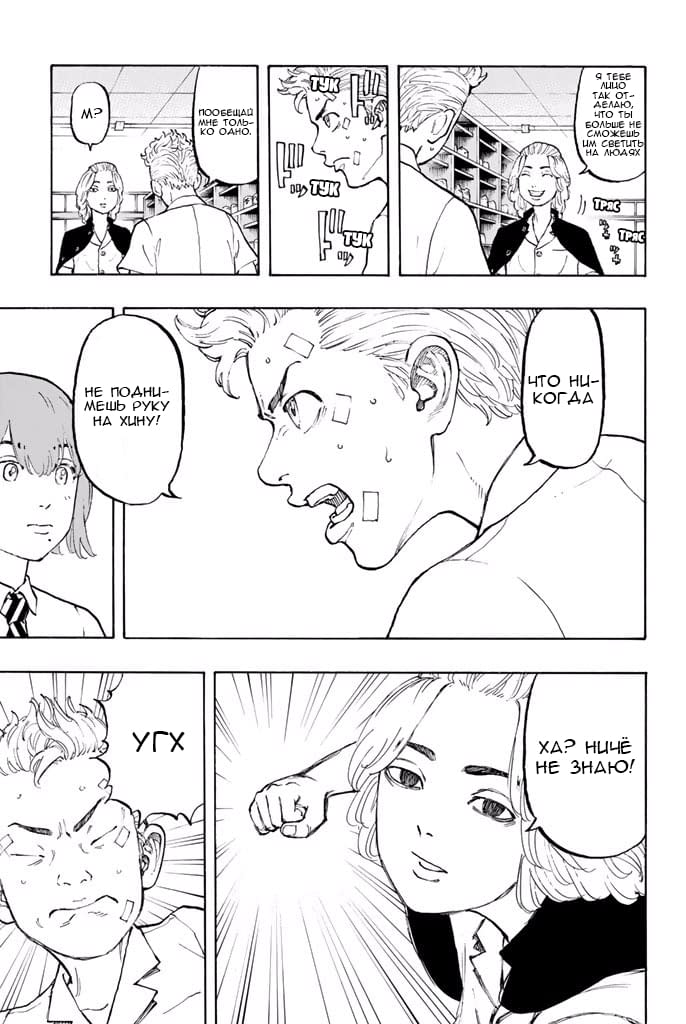 Я ТЕБЕ
ЛИЦО
ТАК ОТ-
ДЕЛАЮ,
ЧТО ТЫ
БОЛЬШЕ НЕ
СМОЖЕШЬ
ИМ СВЕТИТЬ
НА ЛЮДЯХ
ТРЯС
ТРЯС
ТУК
ТУК
ТУК
ТУК
ПООБЕЩАЙ
МНЕ ТОЛЬ-
КО ОДНО.
М?
ЧТО НИ-
КОГДА
НЕ ПОДНИ-
МЕШЬ РУКУ
НА ХИНУ!
ХА? НИЧЁ
НЕ ЗНАЮ!
УГХ